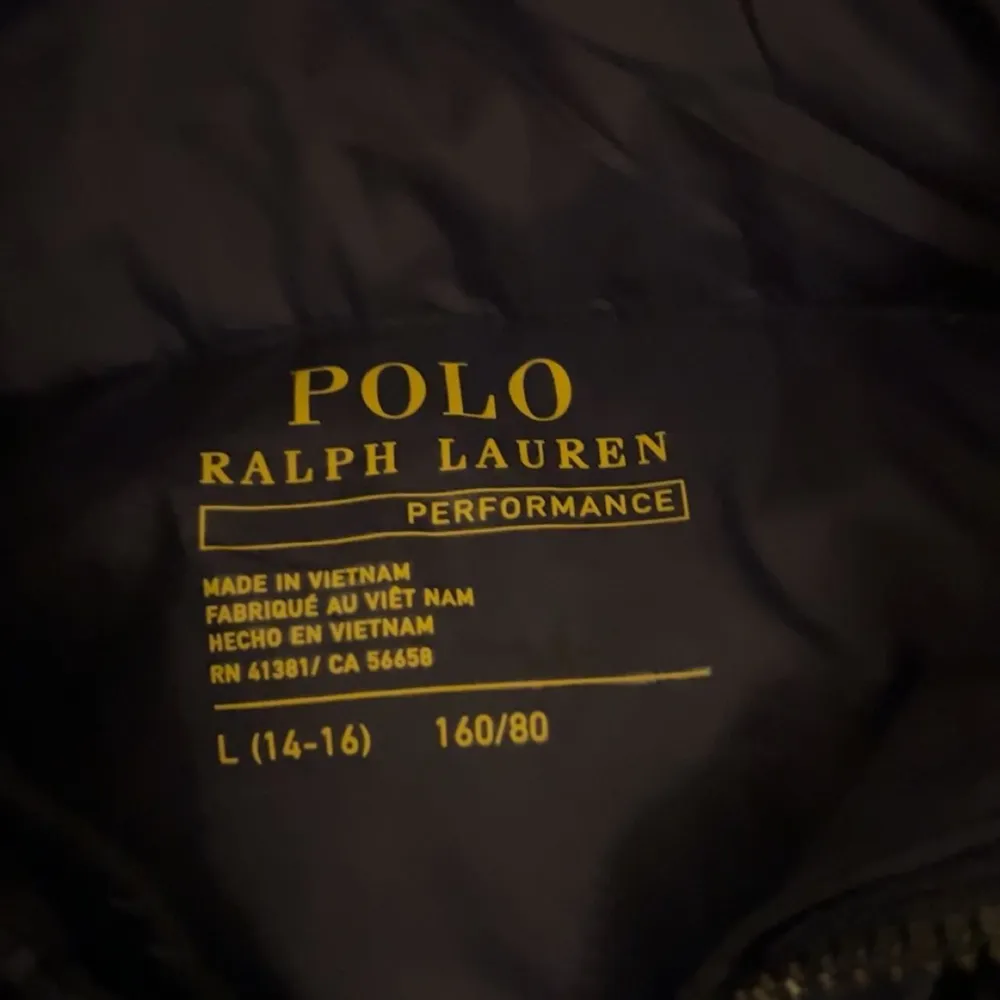 POLO
RALPH LAUREN
PERFORMANCE
MADE IN VIETNAM
FABRIQUÉ AU VIÊT NAM
HECHO EN VIETNAM
RN 41381/ CA 56658
L (14-16) 160/80